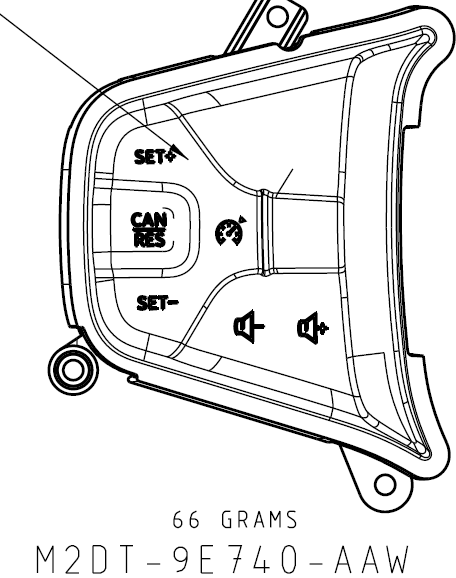 SET+
CAN
RES
SET-
66 GRAMS
M2DT-9E740-AAW